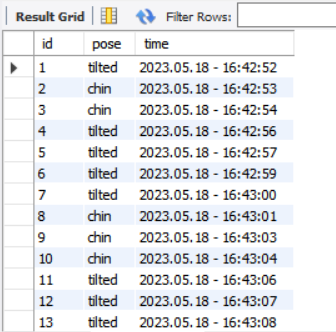 Result Grid Filter Rows:
id pose time
1 tilted 2023.05.18 - 16:42:52
2 chin 2023.05.18 - 16:42:53
3 chin 2023.05.18 - 16:42:54
4 tilted 2023.05.18 - 16:42:56
5 tilted 2023.05.18 - 16:42:57
6 tilted 2023.05.18 - 16:42:59
7 tilted 2023.05.18 - 16:43:00
8 chin 2023.05.18 - 16:43:01
9 chin 2023.05.18 - 16:43:03
10 chin 2023.05.18 - 16:43:04
11 tilted 2023.05.18 - 16:43:06
12 tilted 2023.05.18 - 16:43:07
13 tilted 2023.05.18 - 16:43:08